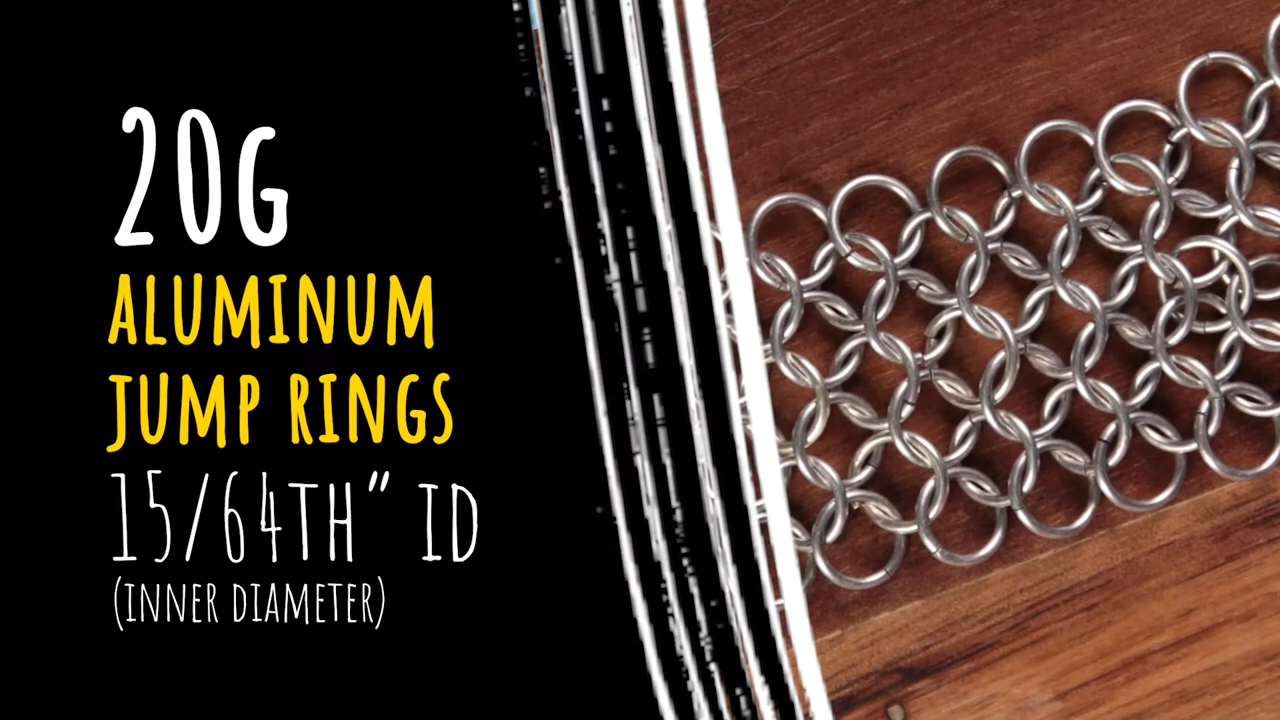 20G
ALUMINUM
JUMP RINGS
15/64TH" ID
(INNER DIAMETER)